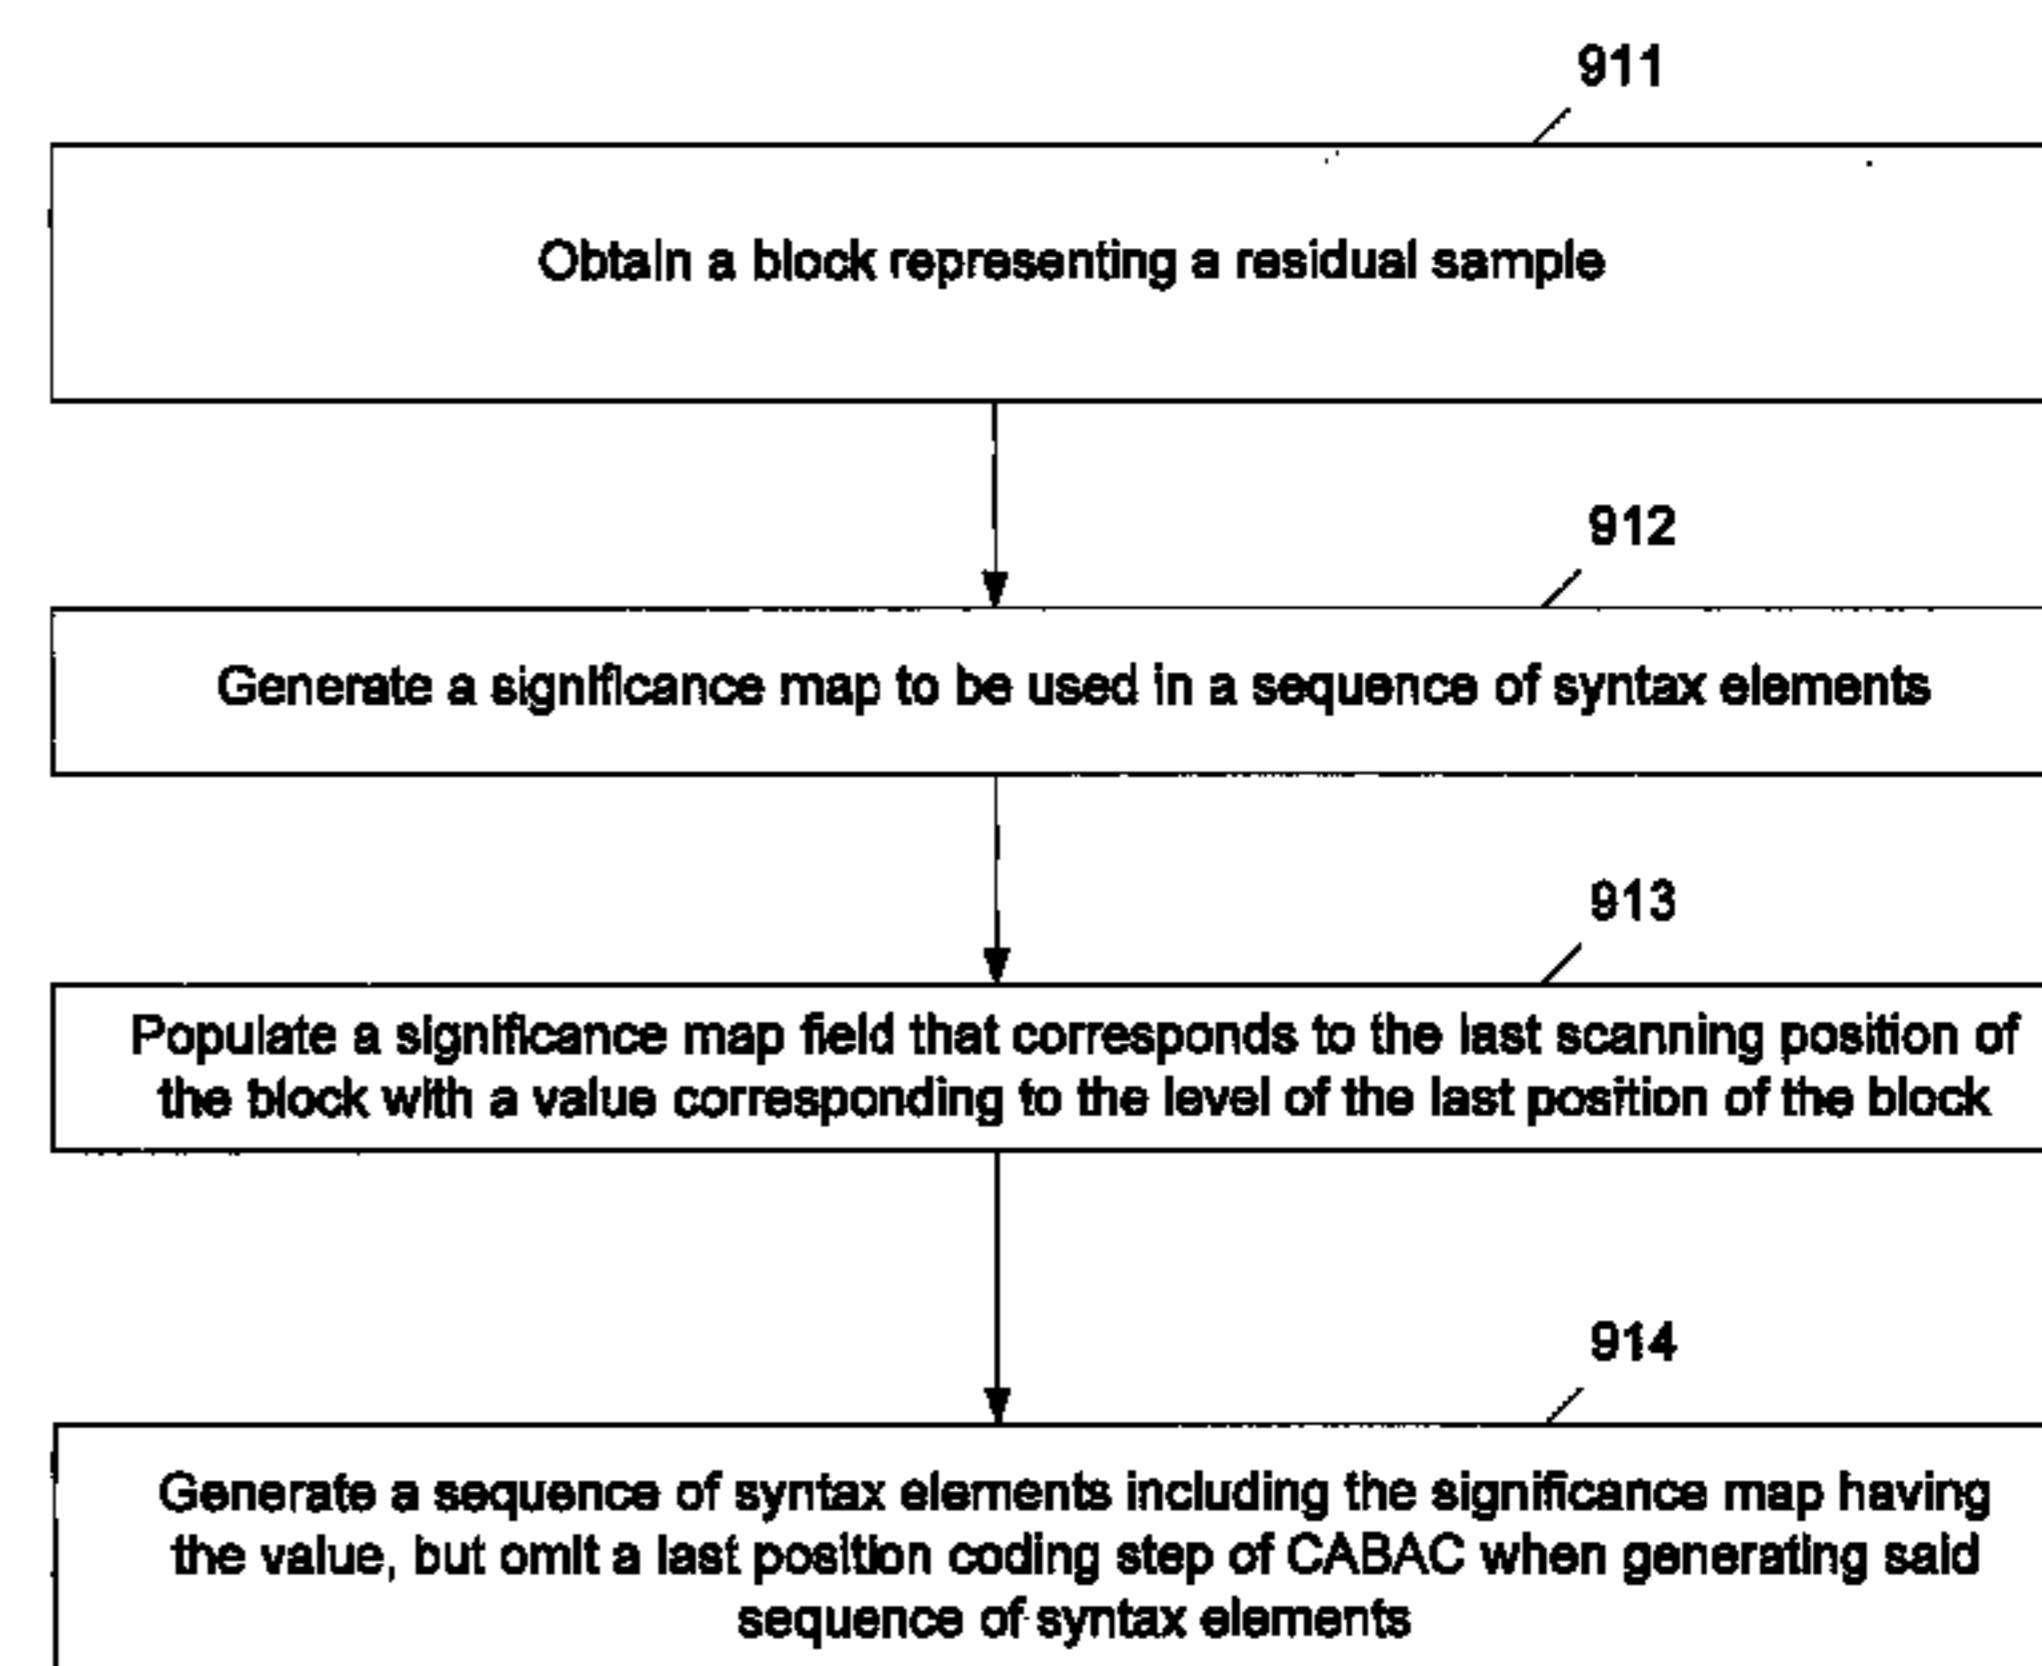 911
Obtain a block representing a residual sample
912
Generate a significance map to be used in a sequence of syntax elements
913
Populate a significance map field that corresponds to the last scanning position of
the block with a value corresponding to the level of the last position of the block
914
Generate a sequence of syntax elements including the significance map having
the value, but omit a last position coding step of CABAC when generating said
sequence of syntax elements